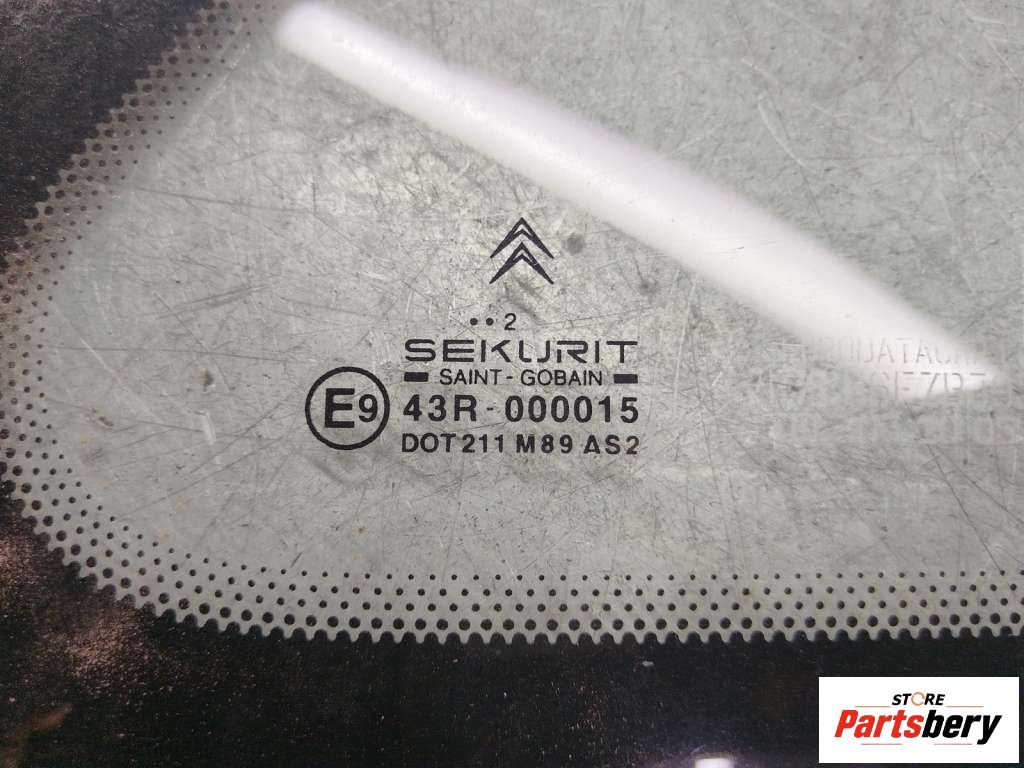 •• 2
SEKURIT
SAINT - GOBAIN
E9
43R - 000015
DOT 211 M89 AS2
STORE
Partsbery